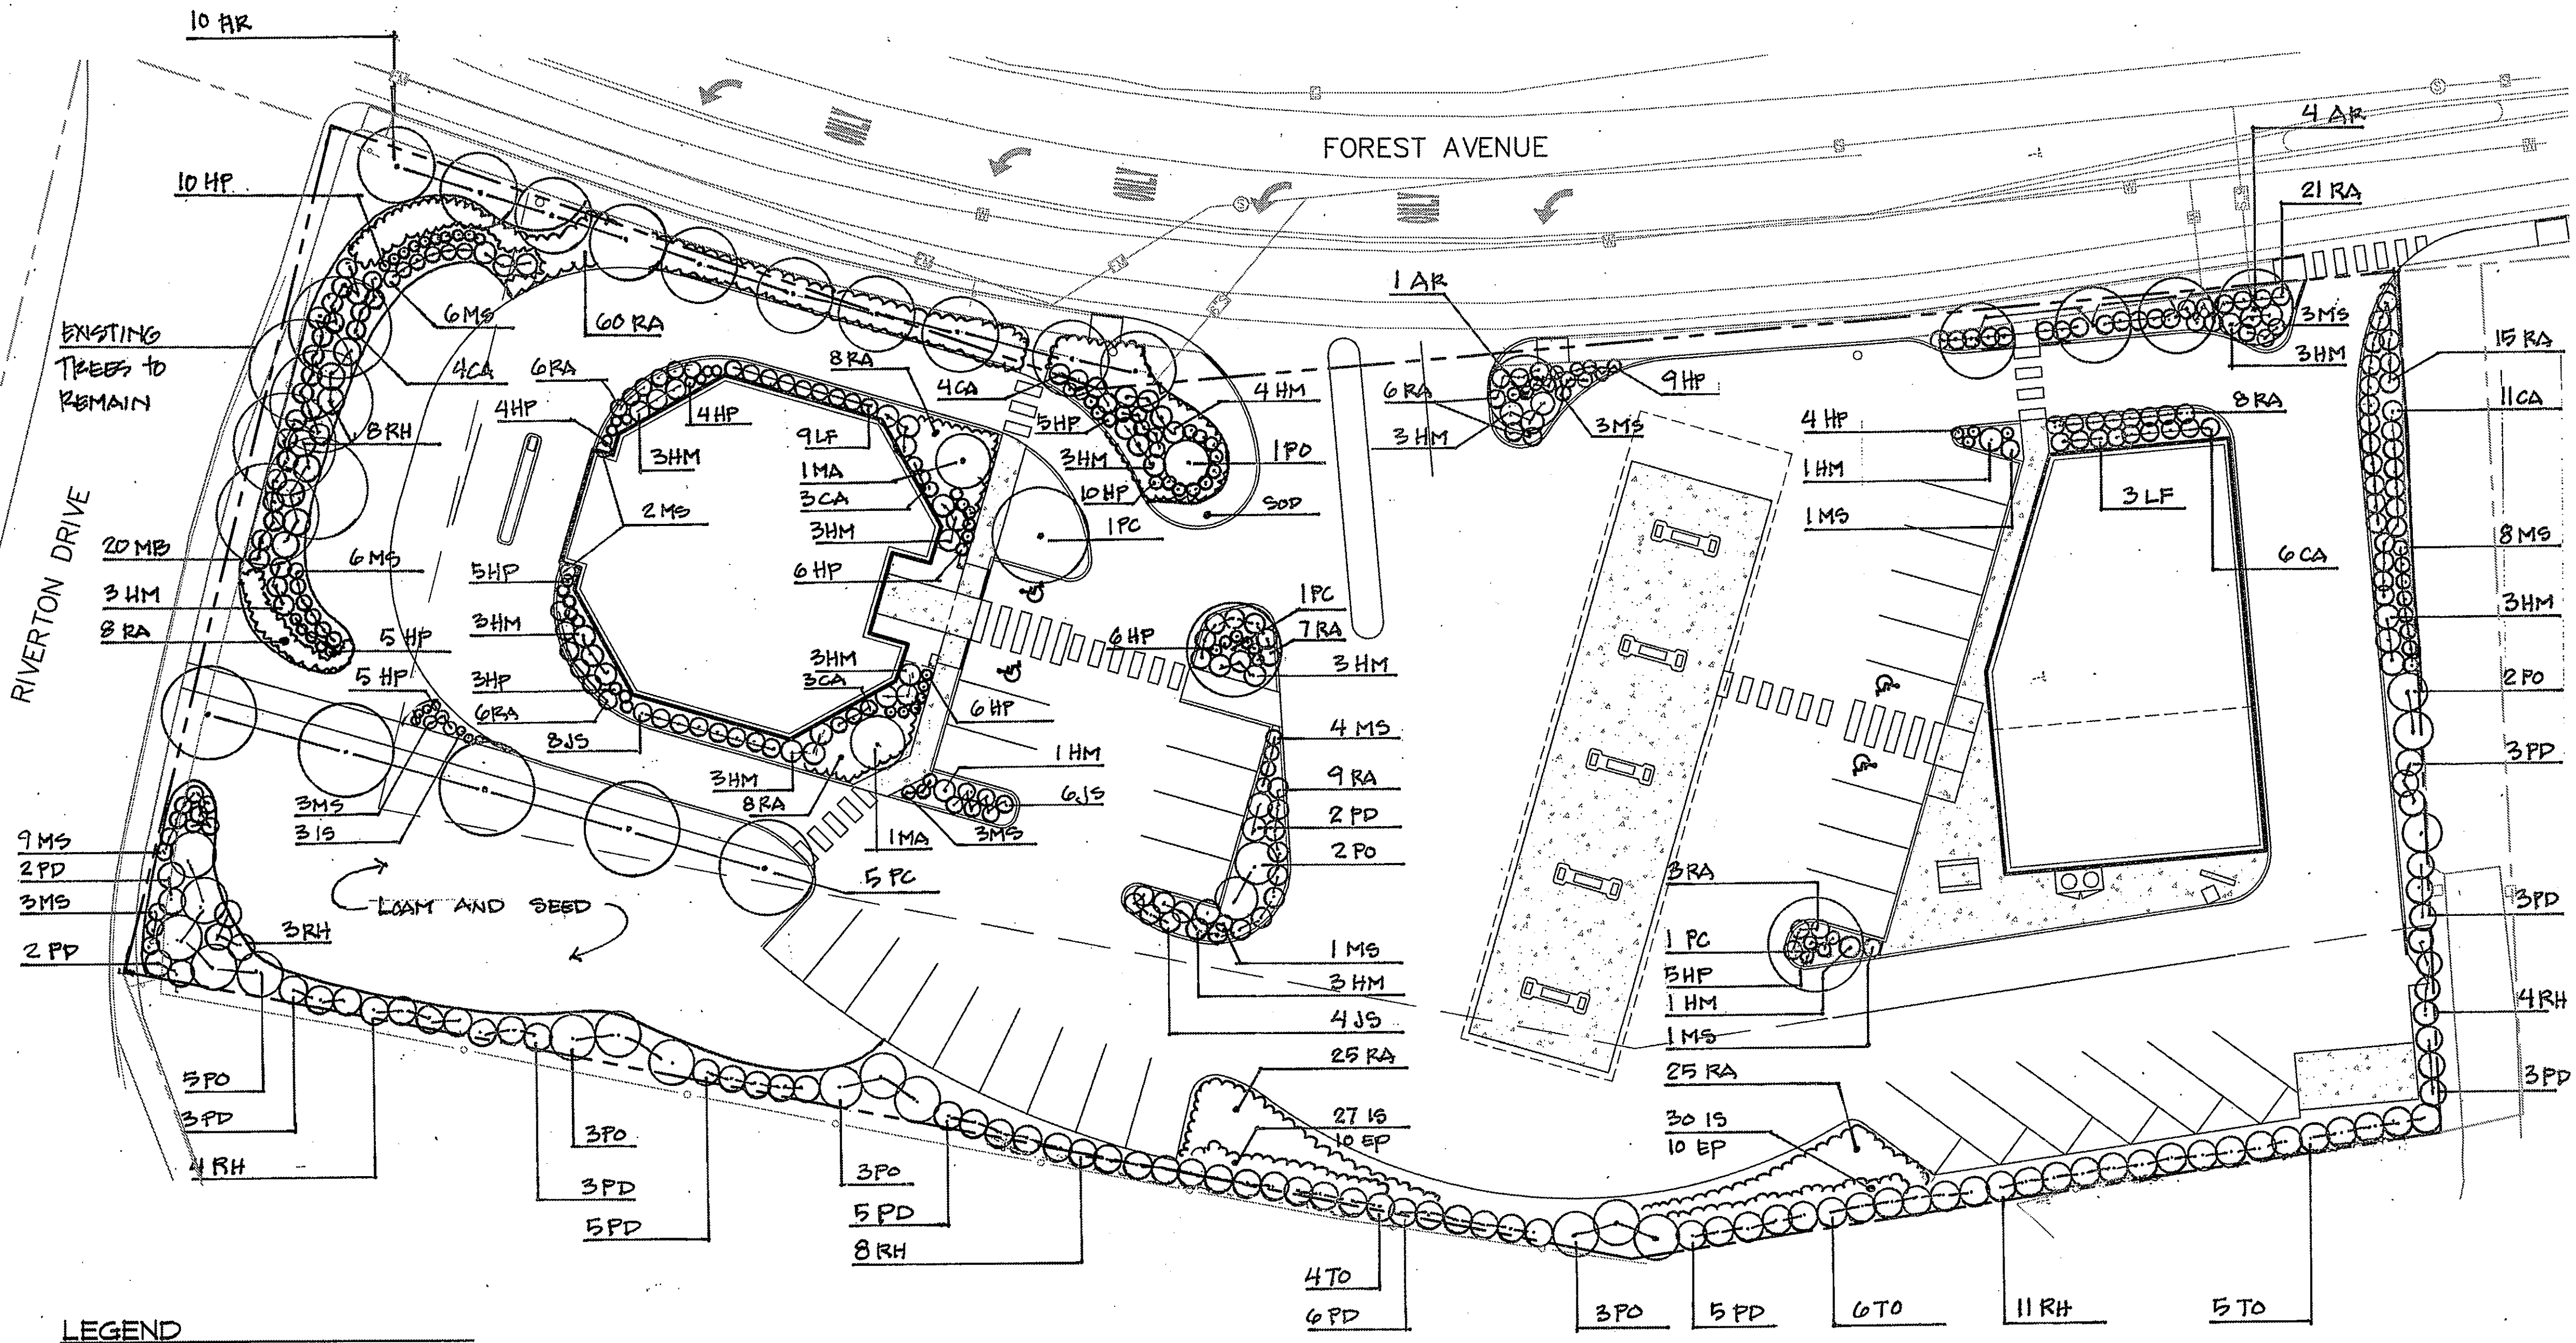 10 AR
FOREST AVENUE
4 AR
10 HP
21 RA
1 AR
EXISTING
TREES TO
REMAIN
6 MS
60 RA
3 MS
3 HM
15 RA
4 CA
6 RA
8 RA
4 CA
4 HM
6 RA
9 HP
11 CA
4 HP
4 HP
5 HP
8 RH
9 LF
3 HM
3 MS
4 HP
8 RA
3 HM
1 MA
3 HM
1 PO
1 HM
3 CA
10 HP
3 LF
2 MS
SOD
3 HM
1 PC
1 MS
20 MB
6 MS
8 MS
5 HP
6 HP
6 CA
3 HM
1 PC
3 HM
8 RA
3 HM
6 HP
7 RA
5 HP
3 HM
3 HM
RIVERTON DRIVE
5 HP
3 HP
3 CA
2 PO
6 RA
6 HP
8 JS
4 MS
3 HM
1 HM
3 PD
8 RA
9 RA
3 MS
6 JS
2 PD
3 IS
1 MA
3 MS
9 MS
2 PO
2 PD
5 PC
3 RA
3 MS
LOAM AND SEED
3 PD
3 RH
1 PC
2 PD
1 MS
5 HP
3 HM
1 HM
4 RH
4 JS
1 MS
25 RA
25 RA
5 PO
3 PD
3 PD
27 IS
10 EP
30 IS
10 EP
3 PO
4 RH
3 PO
3 PD
5 PD
5 PD
8 RH
4 TO
6 PD
3 PO
5 PD
6 TO
11 RH
5 TO
LEGEND